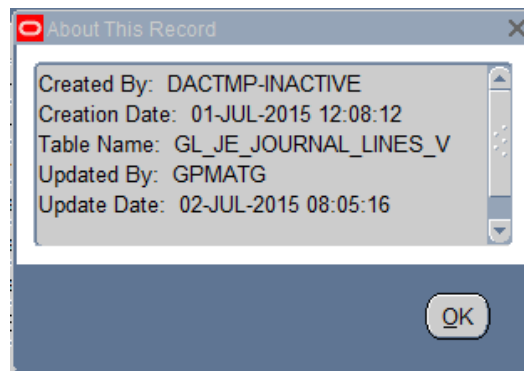 About This Record
Created By: DACTMP-INACTIVE
Creation Date: 01-JUL-2015 12:08:12
Table Name: GL_JE_JOURNAL_LINES_V
Updated By: GPMATG
Update Date: 02-JUL-2015 08:05:16
OK